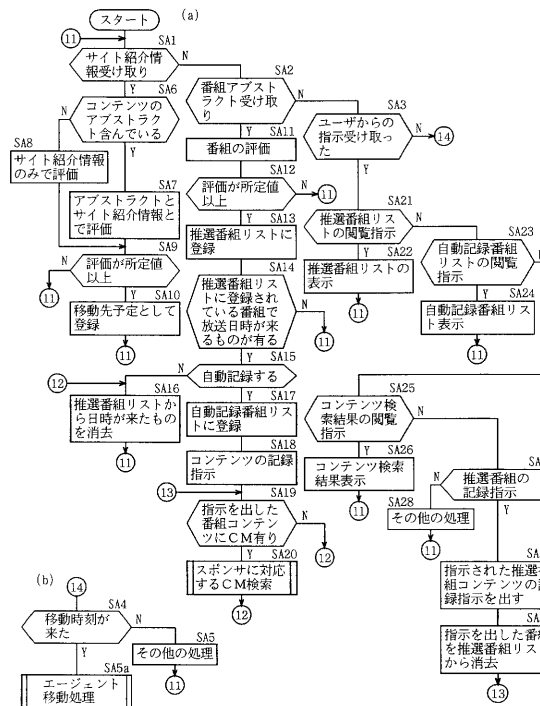 (a)
スタート
11
SA1
サイト紹介情
報受け取り
N
Y
SA2
番組アブスト
ラクト受け取
り
N
Y
SA3
ユーザからの
指示受け取っ
た
N
14
Y
SA6
コンテンツの
アブストラクト
含んでいる
N
Y
SA8
サイト紹介情報
のみで評価
SA7
アブストラクトと
サイト紹介情報と
で評価
SA9
評価が所定値
以上
N
11
Y
SA10
移動先予定として
登録
11
SA11
番組の評価
SA12
評価が所定値
以上
N
11
Y
SA13
推選番組リストに
登録
SA14
推選番組リス
トに登録され
ている番組で
放送日時が来
るものが有る
N
11
Y
SA15
自動記録する
N
Y
12
SA16
推選番組リストか
ら日時が来たもの
を消去
11
SA17
自動記録番組リス
トに登録
SA18
コンテンツの記録
指示
13
SA19
指示を出した
番組コンテン
ツにCM有り
N
12
Y
SA20
スポンサに対応
するCM検索
12
SA21
推選番組リス
トの閲覧指示
N
Y
SA22
推選番組リストの
表示
11
SA23
自動記録番組
リストの閲覧
指示
N
Y
SA24
自動記録番組リ
スト表示
11
SA25
コンテンツ検
索結果の閲覧
指示
N
Y
SA26
コンテンツ検索
結果表示
11
推選番組の
記録指示
N
Y
SA28
その他の処理
11
指示された推選
組コンテンツの
録指示を出す
指示を出した番
を推選番組リス
から消去
13
(b)
14
SA4
移動時刻が
来た
N
Y
SA5
その他の処理
11
SA5a
エージェント
移動処理